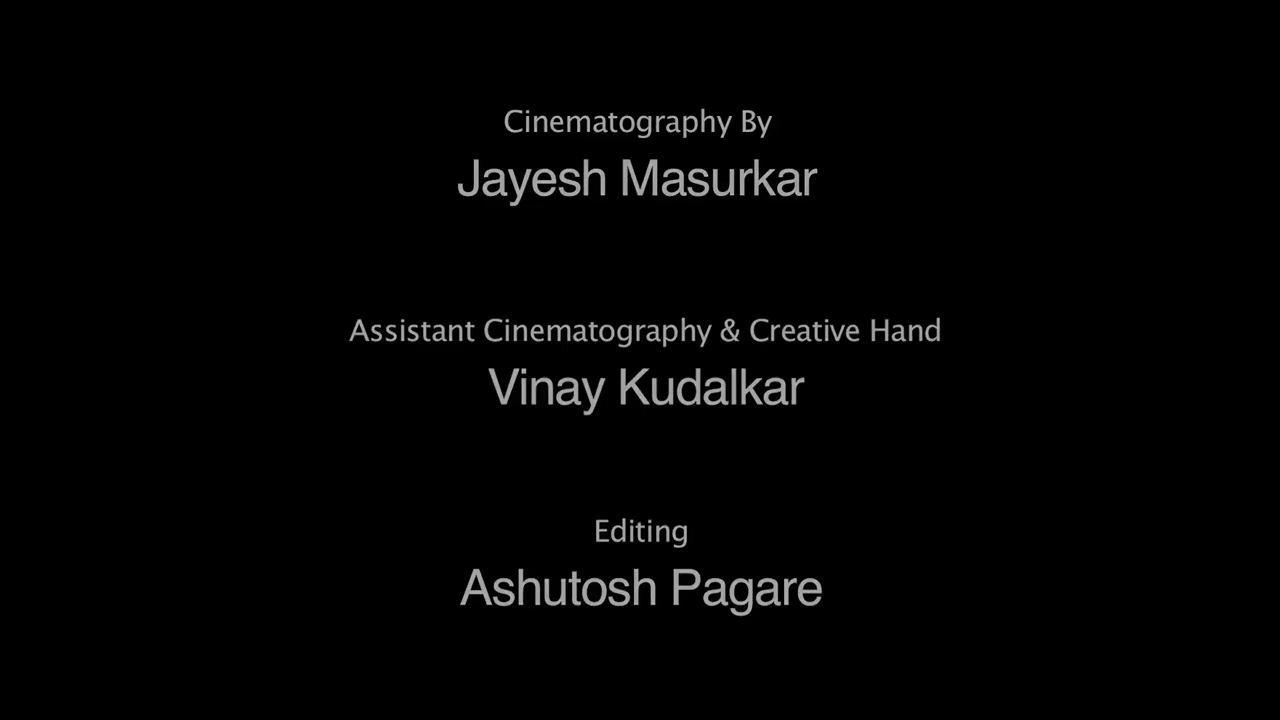 Cinematography By
Jayesh Masurkar
Assistant Cinematography & Creative Hand
Vinay Kudalkar
Editing
Ashutosh Pagare